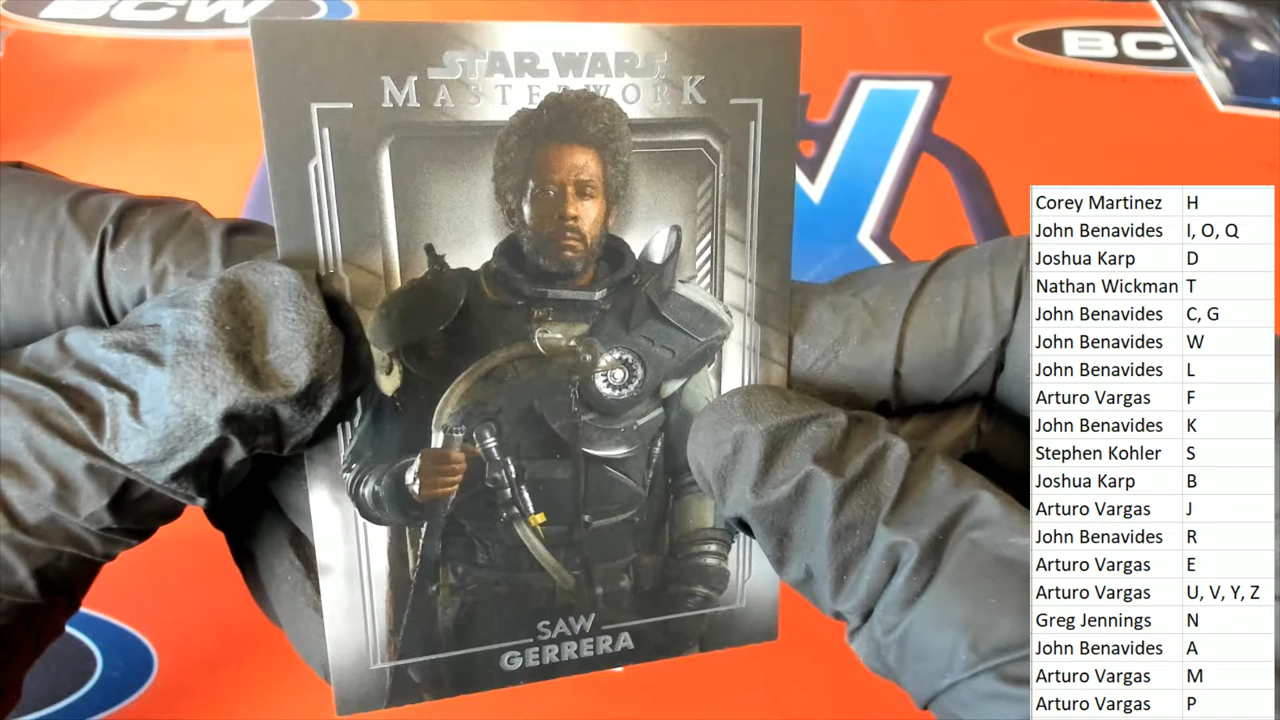 BCW
BCW
STAR WARS
MASTERWORK
SAW
GERRERA
Corey Martinez H
John Benavides I, O, Q
Joshua Karp D
Nathan Wickman T
John Benavides C, G
John Benavides W
John Benavides L
Arturo Vargas F
John Benavides K
Stephen Kohler S
Joshua Karp B
Arturo Vargas J
John Benavides R
Arturo Vargas E
Arturo Vargas U, V, Y, Z
Greg Jennings N
John Benavides A
Arturo Vargas M
Arturo Vargas P